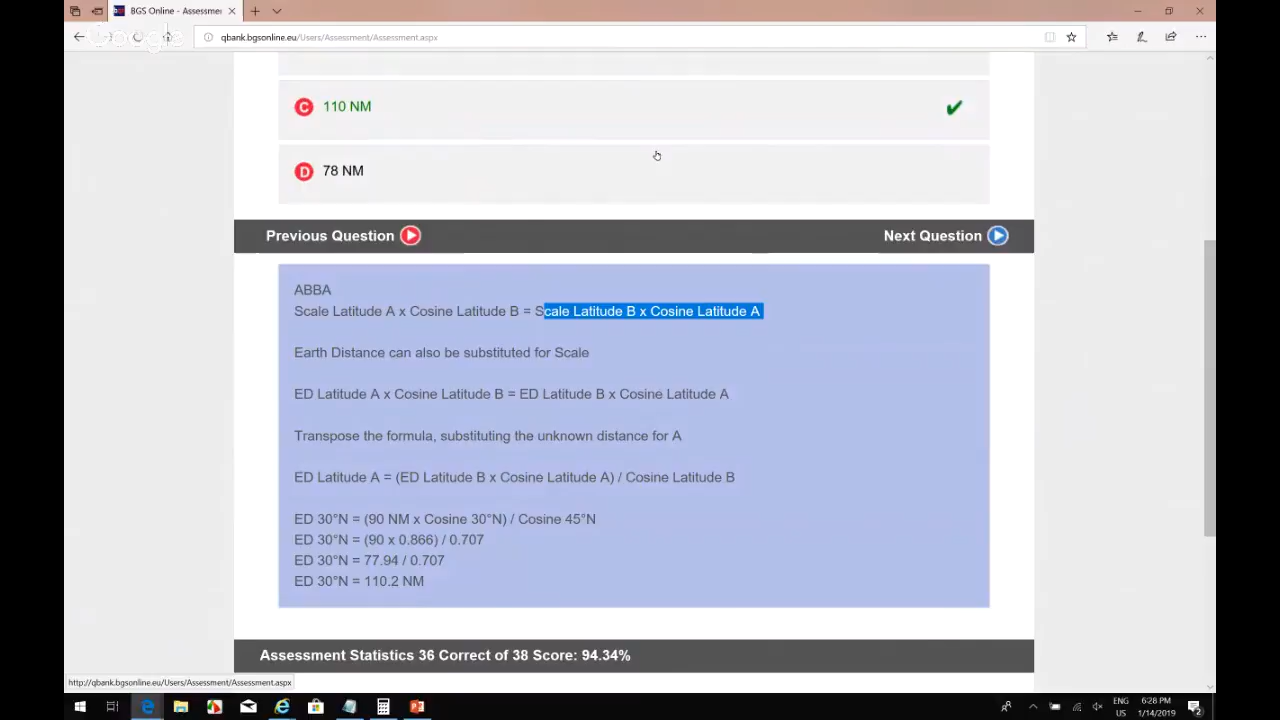 BGS Online - Assessmen
Google
qbank.bgsonline.eu/Users/Assessment/Assessment.aspx
C 110 NM
D 78 NM
Previous Question
Next Question
ABBA
Scale Latitude A x Cosine Latitude B = Scale Latitude B x Cosine Latitude A
Earth Distance can also be substituted for Scale
ED Latitude A x Cosine Latitude B = ED Latitude B x Cosine Latitude A
Transpose the formula, substituting the unknown distance for A
ED Latitude A = (ED Latitude B x Cosine Latitude A) / Cosine Latitude B
ED 30°N = (90 NM x Cosine 30°N) / Cosine 45°N
ED 30°N = (90 x 0.866) / 0.707
ED 30°N = 77.94 / 0.707
ED 30°N = 110.2 NM
Assessment Statistics 36 Correct of 38 Score: 94.34%
http://qbank.bgsonline.eu/Users/Assessment/Assessment.aspx
ENG
US
6:28 PM
1/14/2019
2